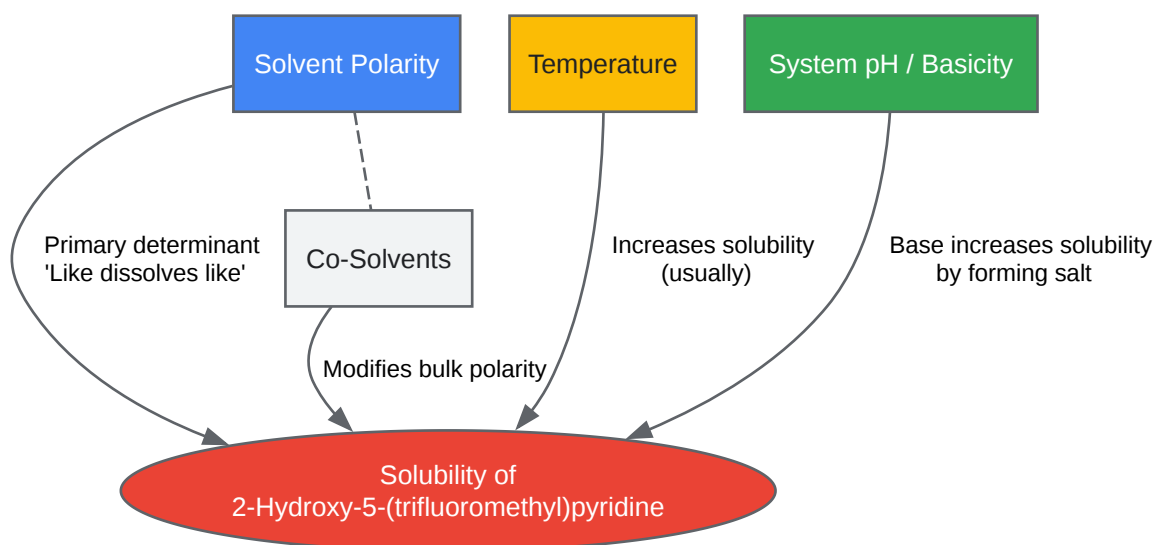 Solvent Polarity
Temperature
System pH / Basicity
Co-Solvents
Primary determinant
'Like dissolves like'
Increases solubility
(usually)
Base increases solubility
by forming salt
Modifies bulk polarity
Solubility of
2-Hydroxy-5-(trifluoromethyl)pyridine